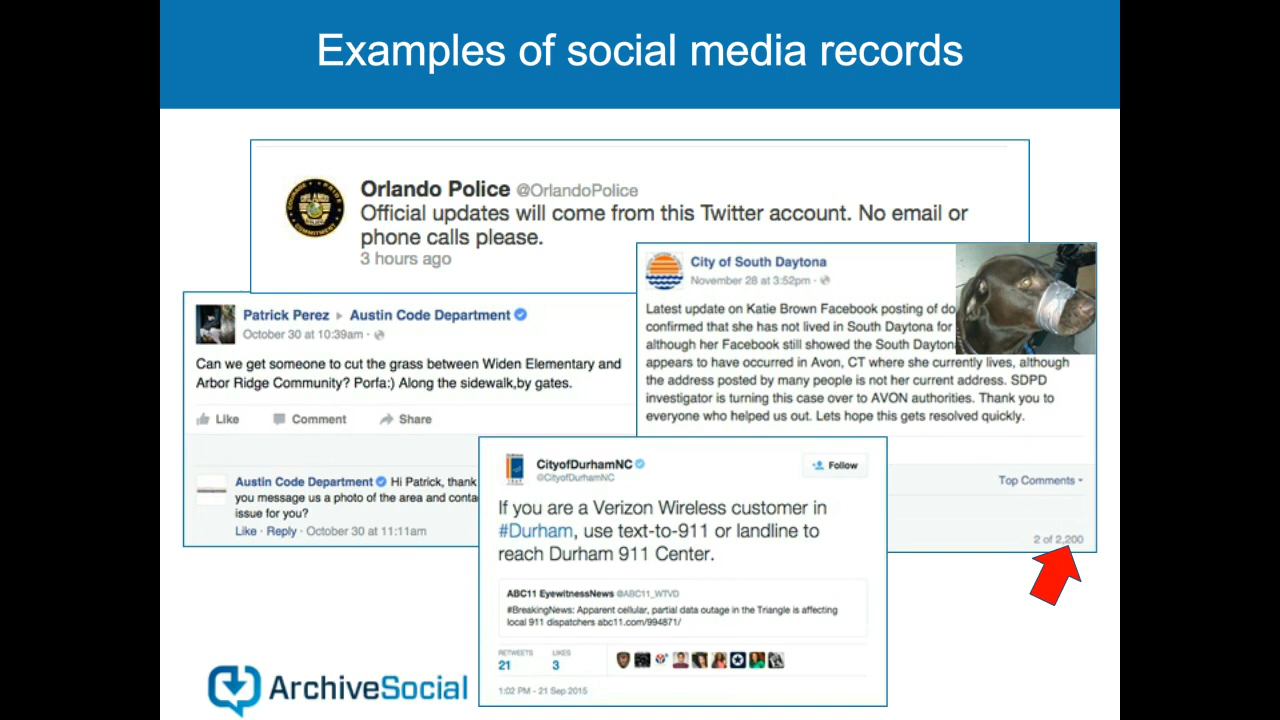 Examples of social media records
Orlando Police @OrlandoPolice
Official updates will come from this Twitter account. No email or
phone calls please.
3 hours ago
Patrick Perez ▸ Austin Code Department
October 30 at 10:39am ·
Can we get someone to cut the grass between Widen Elementary and
Arbor Ridge Community? Porfa:) Along the sidewalk,by gates.
Like Comment Share
Austin Code Department Hi Patrick, thank
you message us a photo of the area and conta
issue for you?
Like · Reply · October 30 at 11:11am
City of South Daytona
November 28 at 3:52pm ·
Latest update on Katie Brown Facebook posting of do
confirmed that she has not lived in South Daytona for
although her Facebook still showed the South Dayton
appears to have occurred in Avon, CT where she currently lives, although
the address posted by many people is not her current address. SDPD
investigator is turning this case over to AVON authorities. Thank you to
everyone who helped us out. Lets hope this gets resolved quickly.
Top Comments
2 of 2,200
CityofDurhamNC
@CityofDurhamNC
Follow
If you are a Verizon Wireless customer in
#Durham, use text-to-911 or landline to
reach Durham 911 Center.
ABC11 EyewitnessNews @ABC11_WTVD
#BreakingNews: Apparent cellular, partial data outage in the Triangle is affecting
local 911 dispatchers abc11.com/994871/
RETWEETS LIKES
21 3
1:02 PM - 21 Sep 2015
ArchiveSocial